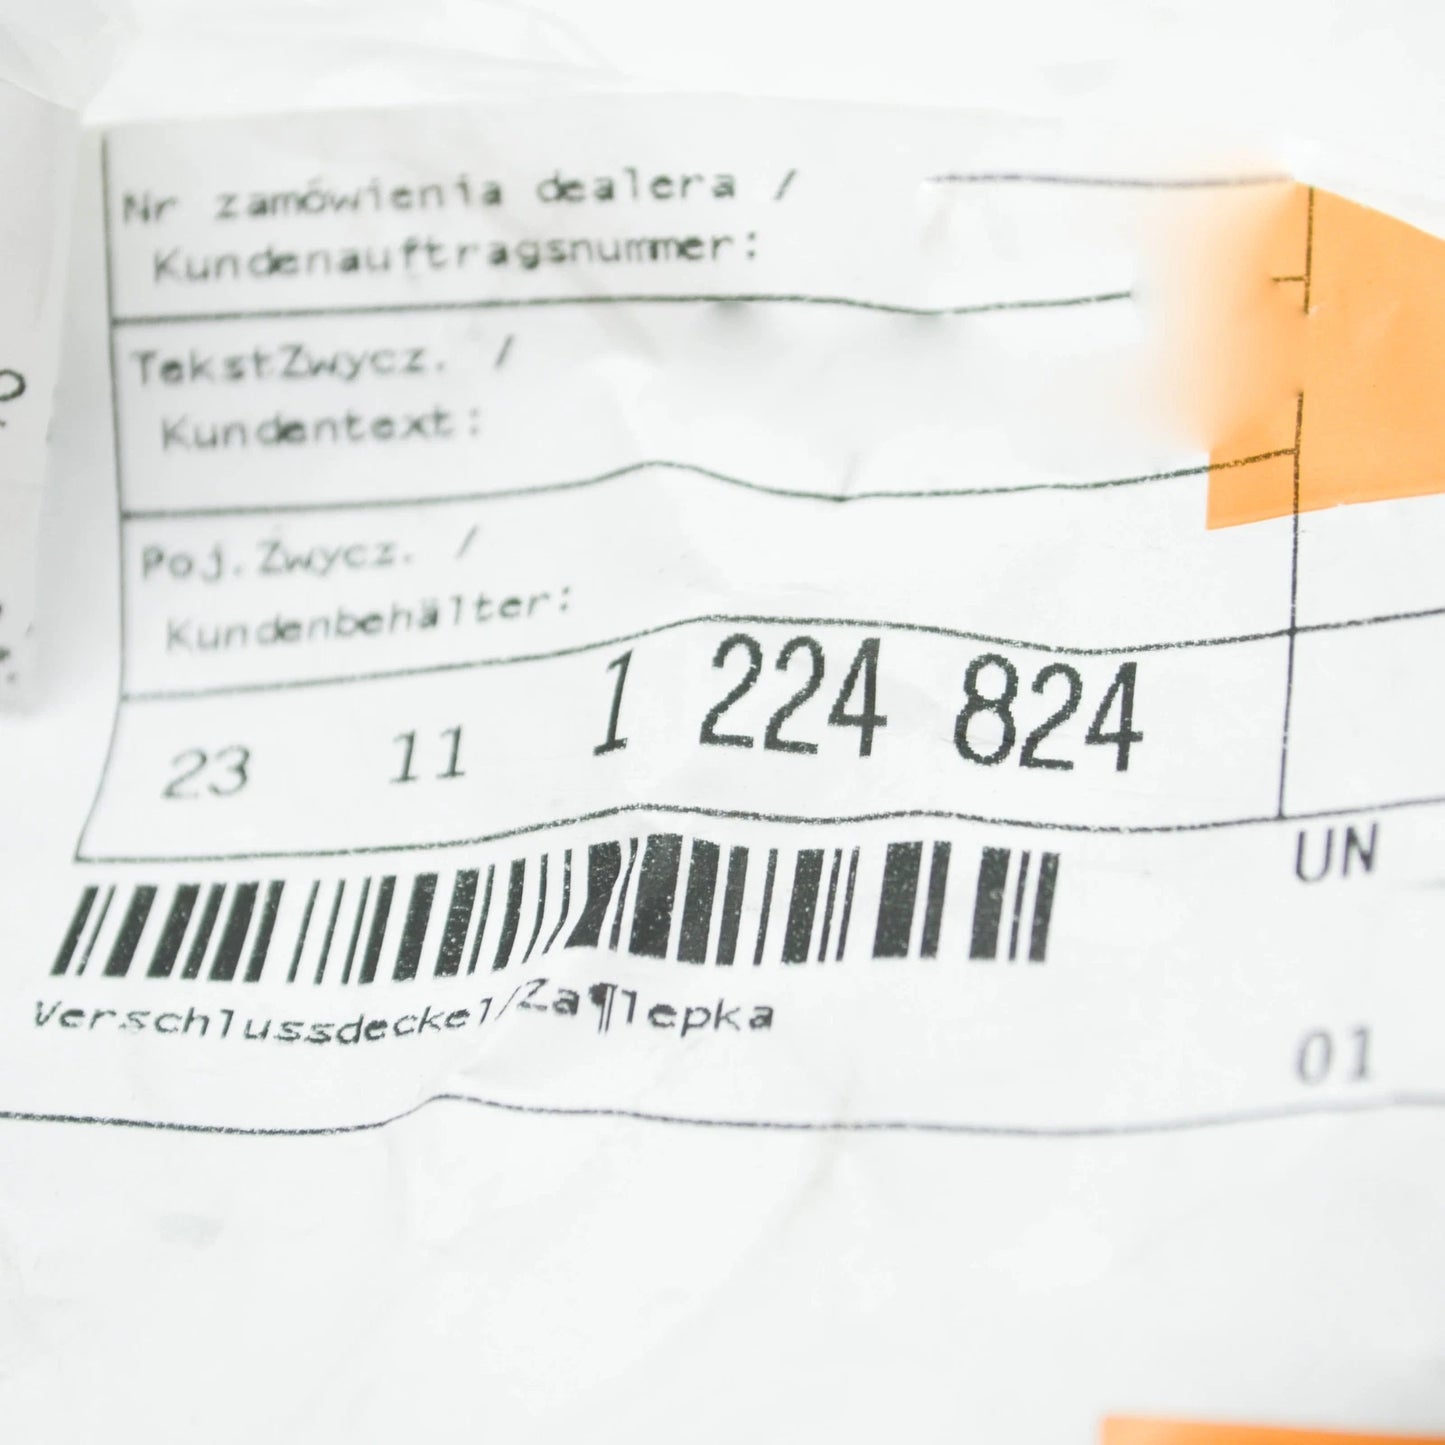 Nr zamówienia dealera /
Kundenauftragsnummer:
TekstZwycz. /
Kundentext:
Poj.Zwycz. /
Kundenbehälter:
23 11 1 224 824
UN
Verschlussdeckel/Za¶lepka
01